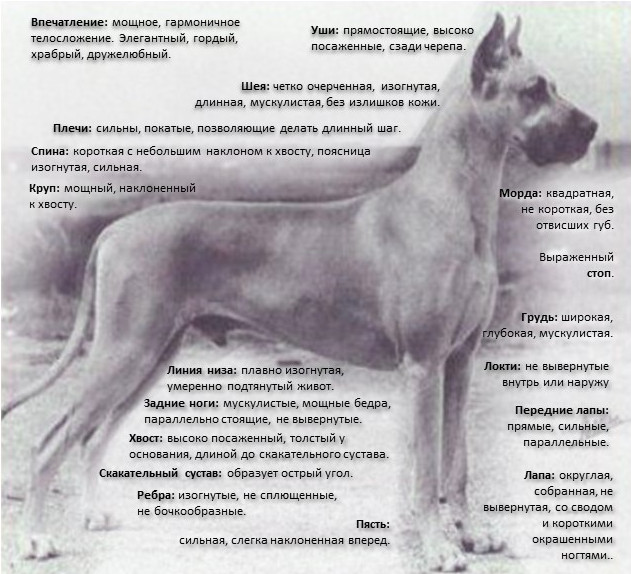 Впечатление: мощное, гармоничное
телосложение. Элегантный, гордый,
храбрый, дружелюбный.
Уши: прямостоящие, высоко
посаженные, сзади черепа.
Шея: четко очерченная, изогнутая,
длинная, мускулистая, без излишков кожи.
Плечи: сильны, покатые, позволяющие делать длинный шаг.
Спина: короткая с небольшим наклоном к хвосту, поясница
изогнутая, сильная.
Круп: мощный, наклоненный
к хвосту.
Морда: квадратная,
не короткая, без
отвисших губ.
Выраженный
стоп.
Грудь: широкая,
глубокая, мускулистая.
Линия низа: плавно изогнутая,
умеренно подтянутый живот.
Локти: не вывернутые
внутрь или наружу
Задние ноги: мускулистые, мощные бедра,
параллельно стоящие, не вывернутые.
Передние лапы:
прямые, сильные,
параллельные.
Хвост: высоко посаженный, толстый у
основания, длиной до скакательного сустава.
Скакательный сустав: образует острый угол.
Лапа: округлая,
собранная, не
вывернутая, со сводом
и короткими
окрашенными
ногтями..
Ребра: изогнутые, не сплющенные,
не бочкообразные.
Пясть:
сильная, слегка наклоненная вперед.